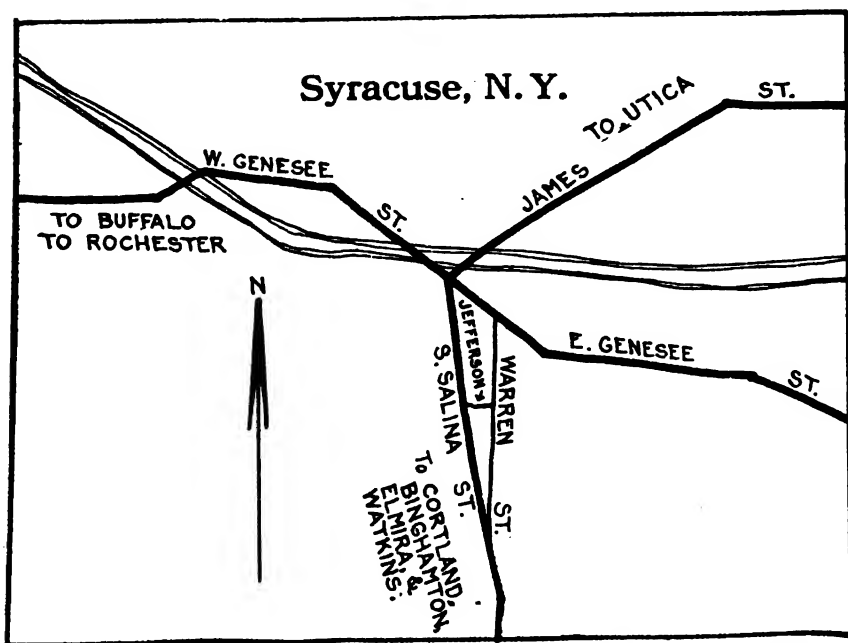 Syracuse, N.Y.
TO UTICA
ST.
JAMES
W. GENESEE
ST.
TO BUFFALO
TO ROCHESTER
N
JEFFERSON
E. GENESEE
ST.
S. SALINA
ST.
WARREN
ST.
To CORTLAND,
BINGHAMTON,
ELMIRA, &
WATKINS.